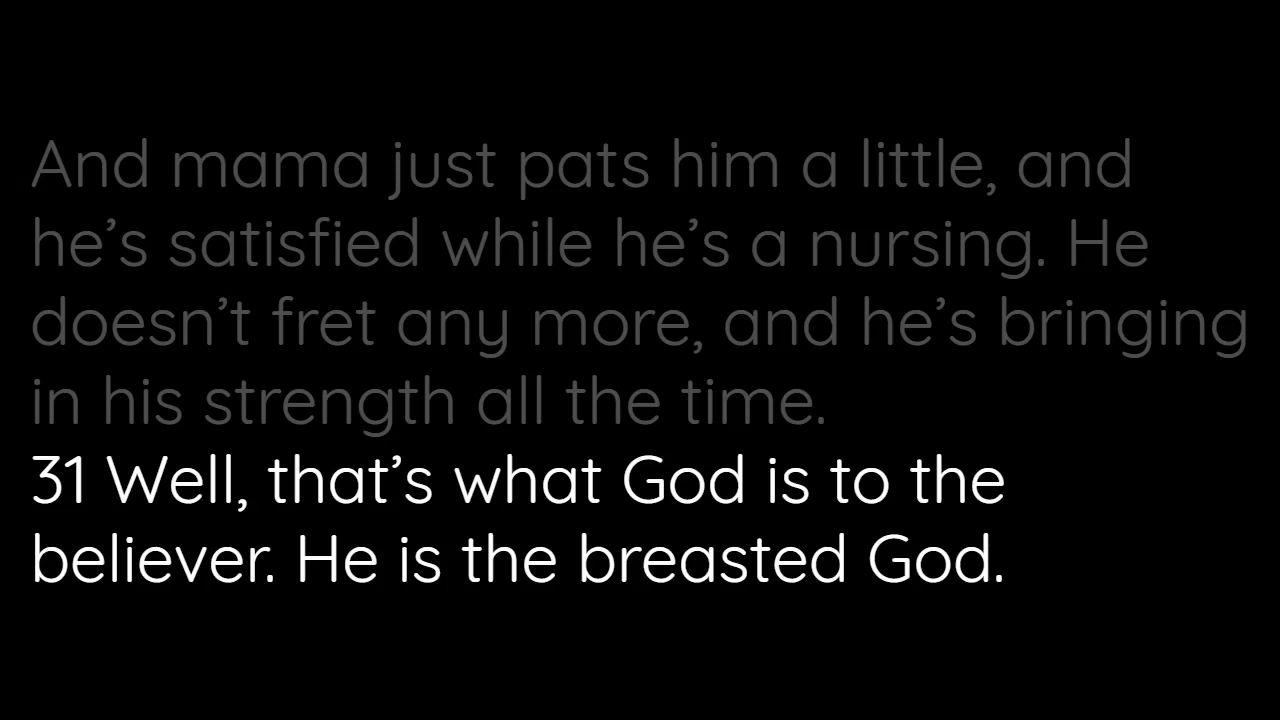 And mama just pats him a little, and
he’s satisfied while he’s a nursing. He
doesn’t fret any more, and he’s bringing
in his strength all the time.
31 Well, that’s what God is to the
believer. He is the breasted God.